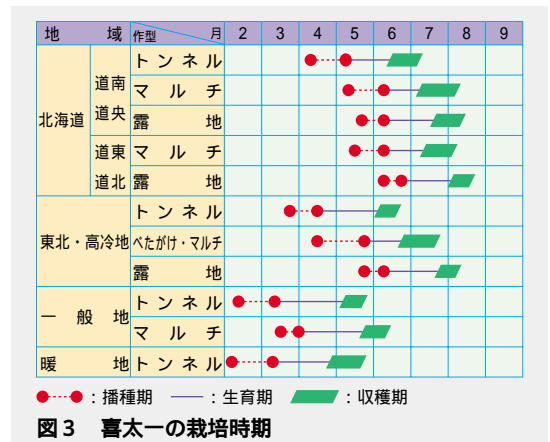 地域 作型 月 2 3 4 5 6 7 8 9
北海道 道南 道央 トンネル
マルチ
露地
道東 道北 マルチ
露地
東北・高冷地 トンネル
べたがけ・マルチ
露地
一般地 トンネル
マルチ
暖地 トンネル
：播種期 ：生育期 ：収穫期
図３ 喜太一の栽培時期